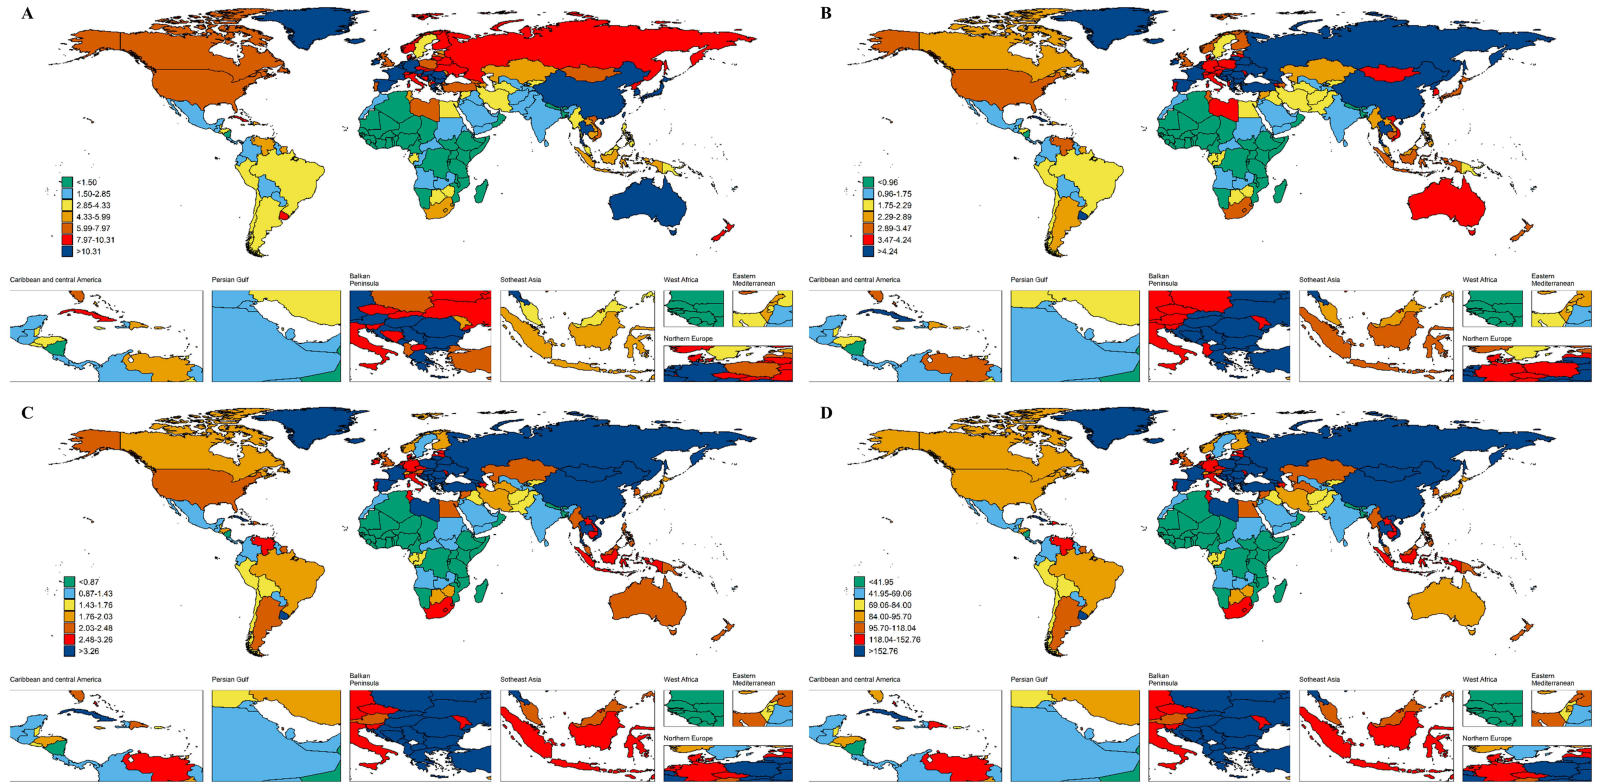 A
<1.50
1.50-2.85
2.85-4.33
4.33-5.99
5.99-7.97
7.97-10.31
>10.31
Caribbean and central America
Persian Gulf
Balkan
Peninsula
Sotheast Asia
West Africa
Eastern
Mediterranean
Northern Europe
B
<0.96
0.96-1.75
1.75-2.29
2.29-2.89
2.89-3.47
3.47-4.24
>4.24
Caribbean and central America
Persian Gulf
Balkan
Peninsula
Sotheast Asia
West Africa
Eastern
Mediterranean
Northern Europe
C
<0.87
0.87-1.43
1.43-1.76
1.76-2.03
2.03-2.48
2.48-3.26
>3.26
Caribbean and central America
Persian Gulf
Balkan
Peninsula
Sotheast Asia
West Africa
Eastern
Mediterranean
Northern Europe
D
<41.95
41.95-69.06
69.06-84.00
84.00-95.70
95.70-118.04
118.04-152.76
>152.76
Caribbean and central America
Persian Gulf
Balkan
Peninsula
Sotheast Asia
West Africa
Eastern
Mediterranean
Northern Europe